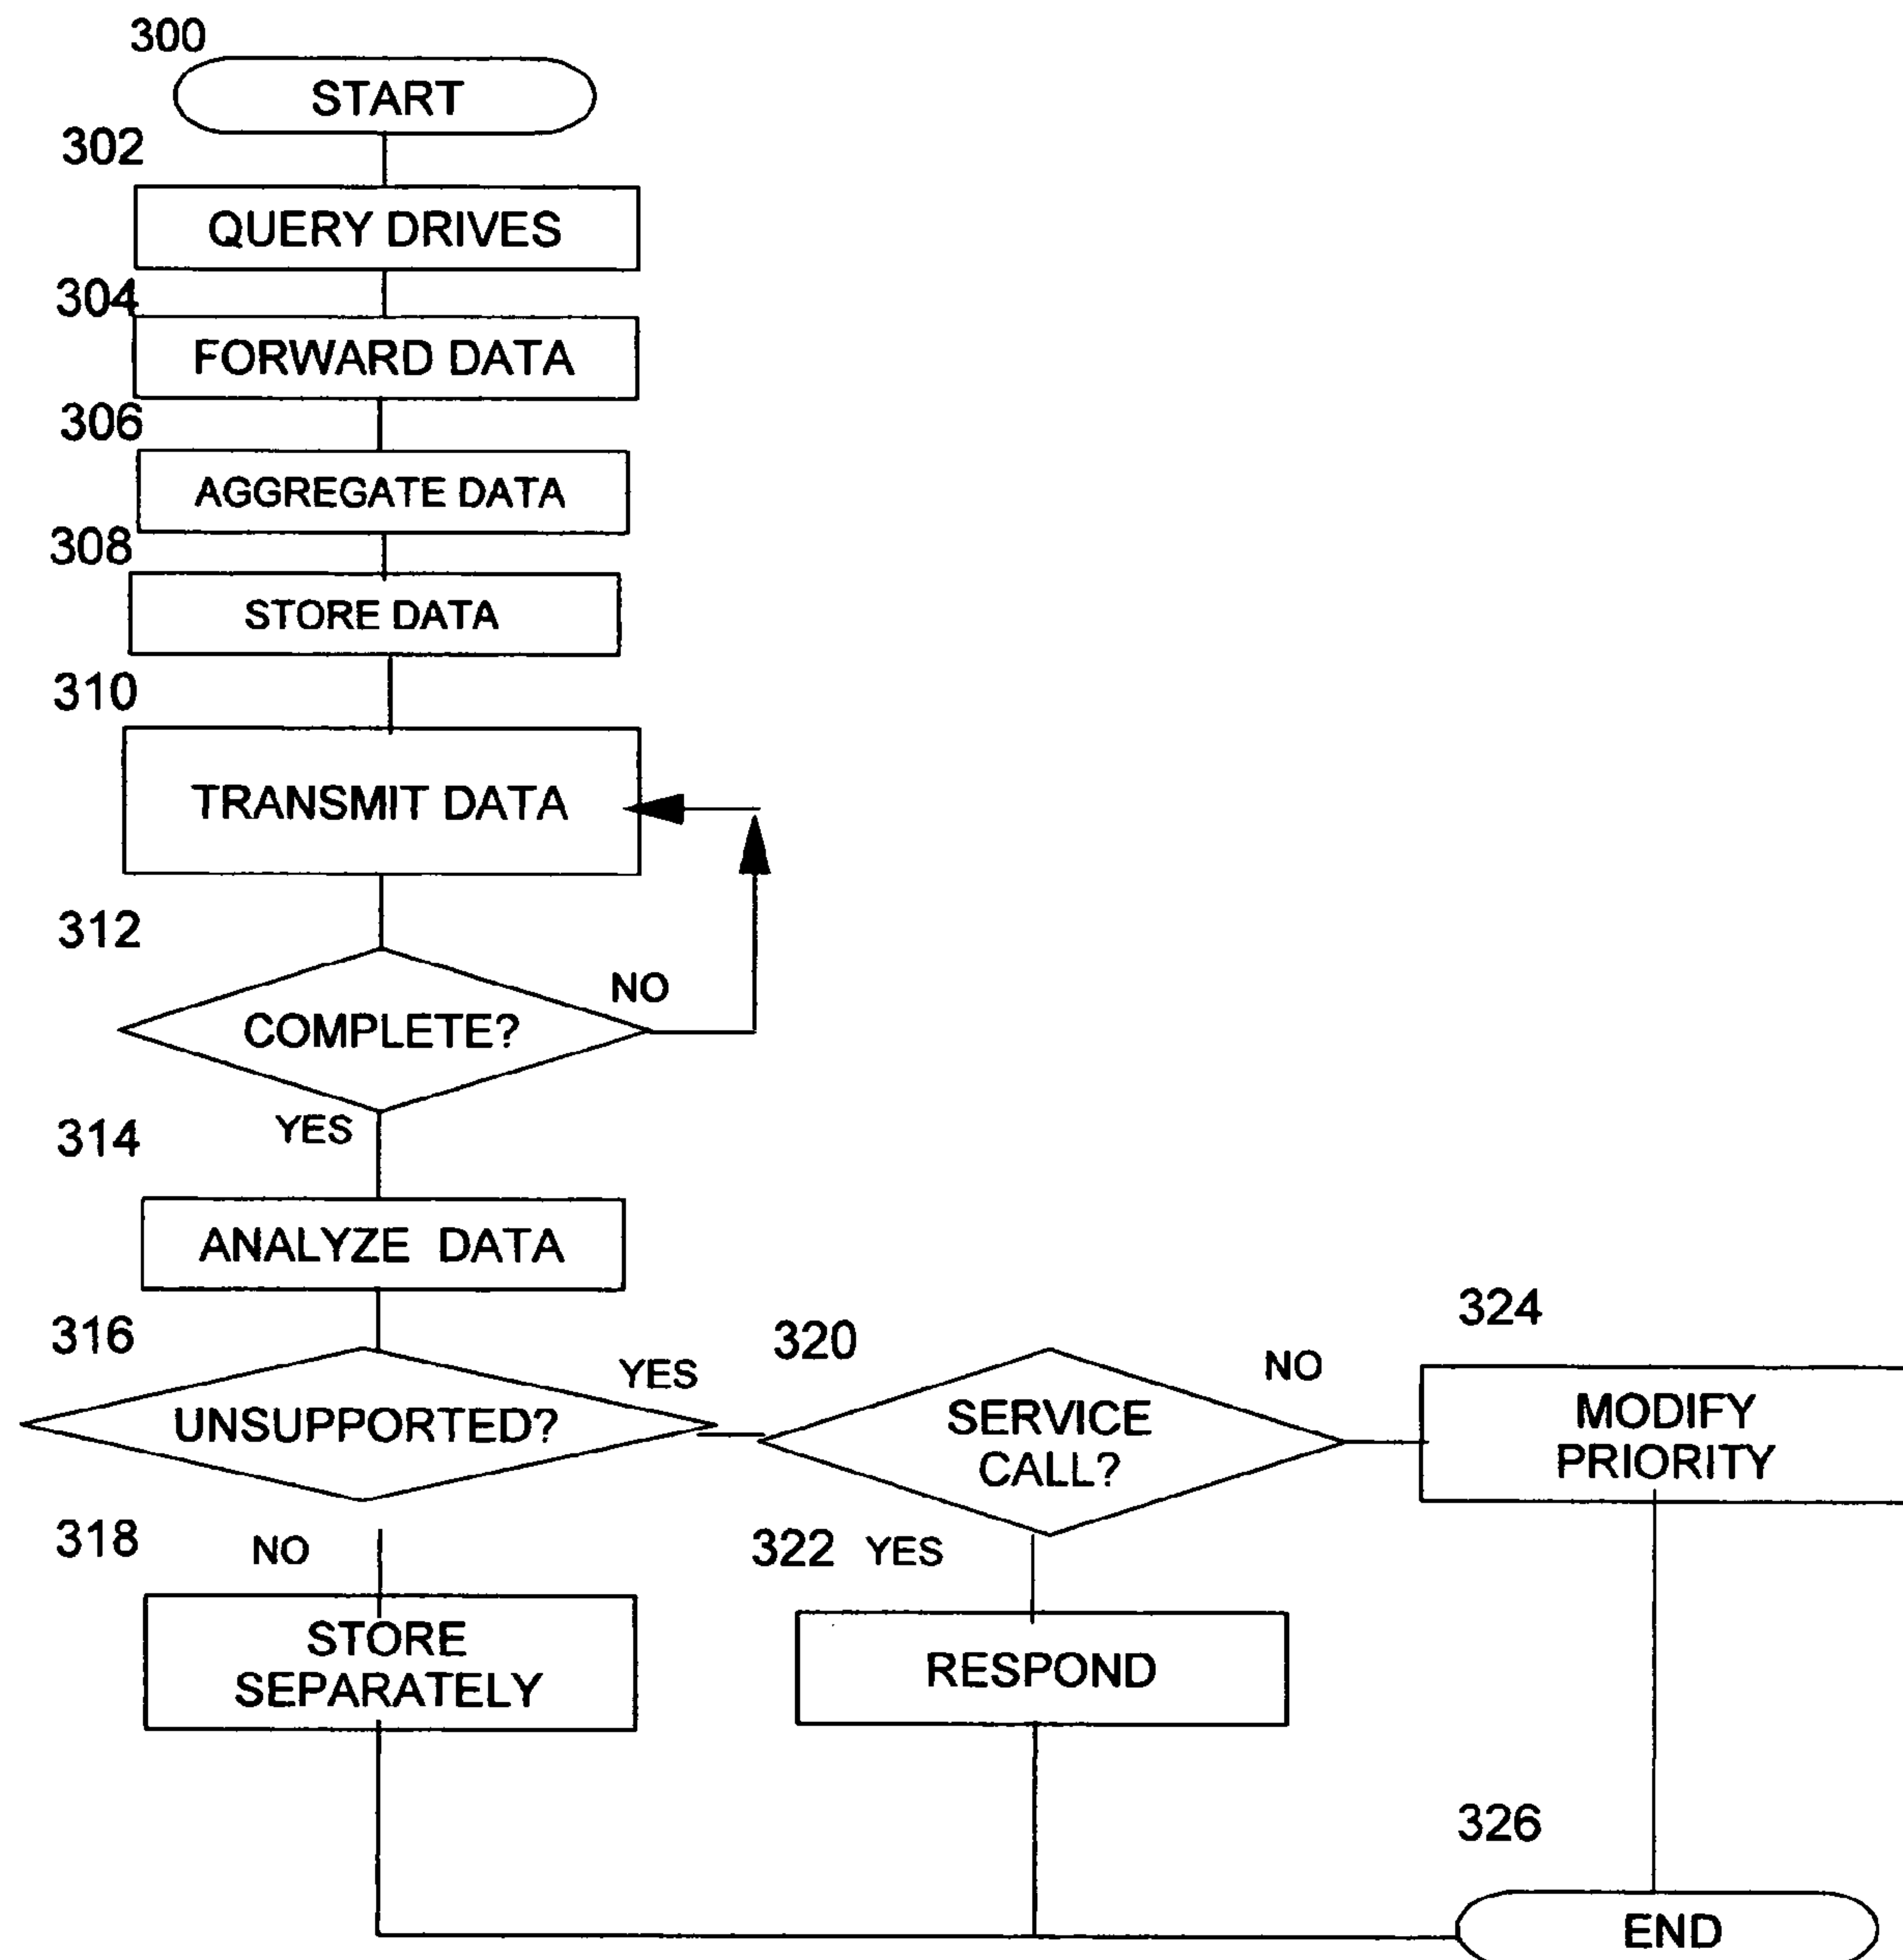 300
START
302
QUERY DRIVES
304
FORWARD DATA
306
AGGREGATE DATA
308
STORE DATA
310
TRANSMIT DATA
312
NO
COMPLETE?
314
YES
ANALYZE DATA
316
YES
UNSUPPORTED?
320
NO
SERVICE
CALL?
324
MODIFY
PRIORITY
318
NO
STORE
SEPARATELY
322
YES
RESPOND
326
END